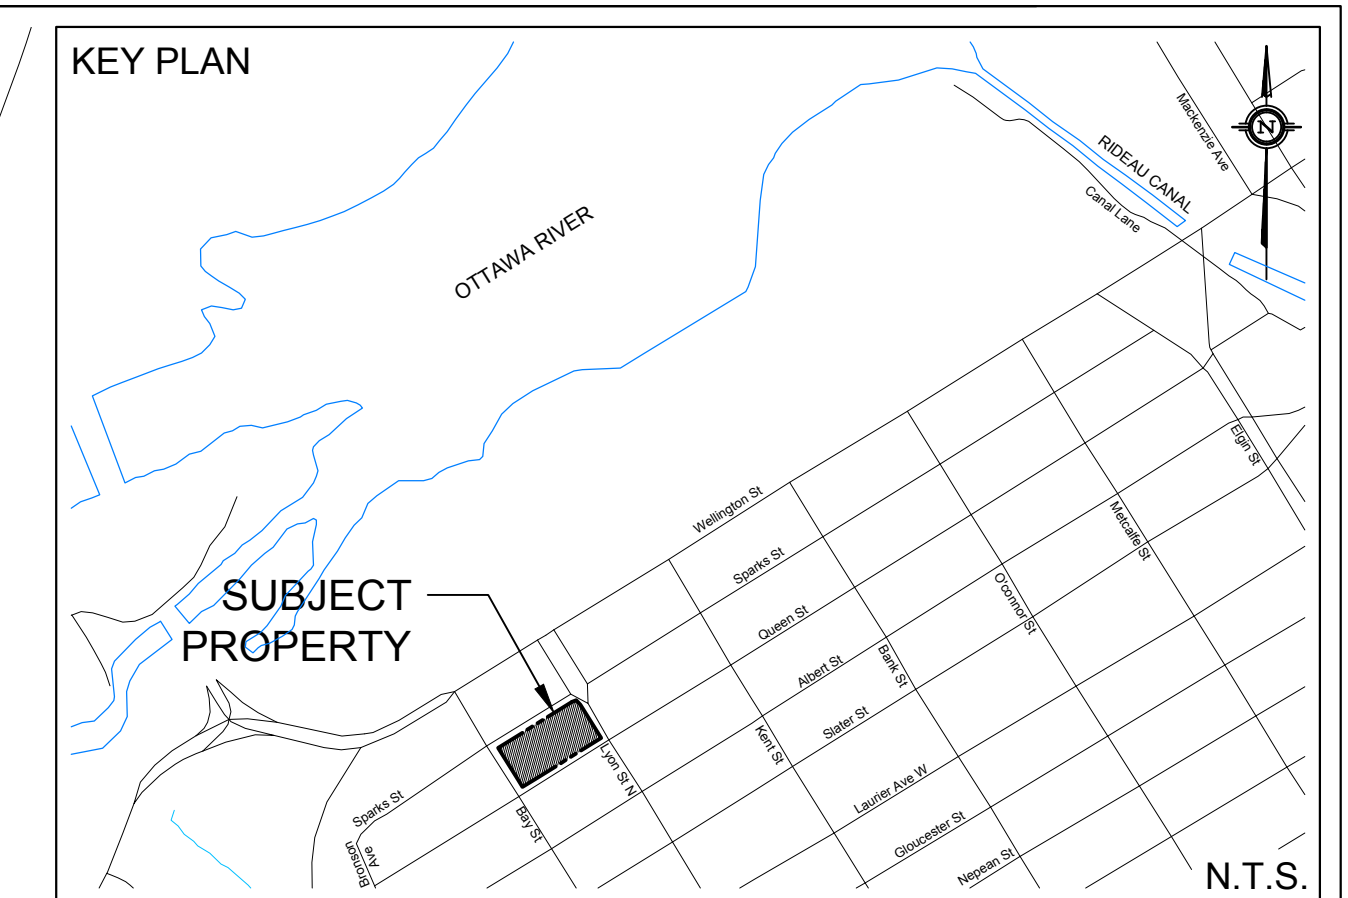 KEY PLAN
Mackenzie Ave
N
RIDEAU CANAL
Canal Lane
OTTAWA RIVER
Elgin St
Wellington St
Metcalfe St
Sparks St
O'connor St
Queen St
SUBJECT
PROPERTY
Albert St
Bank St
Slater St
Kent St
Lyon St N
Laurier Ave W
Sparks St
Bay St
Gloucester St
Bronson
Ave
Nepean St
N.T.S.